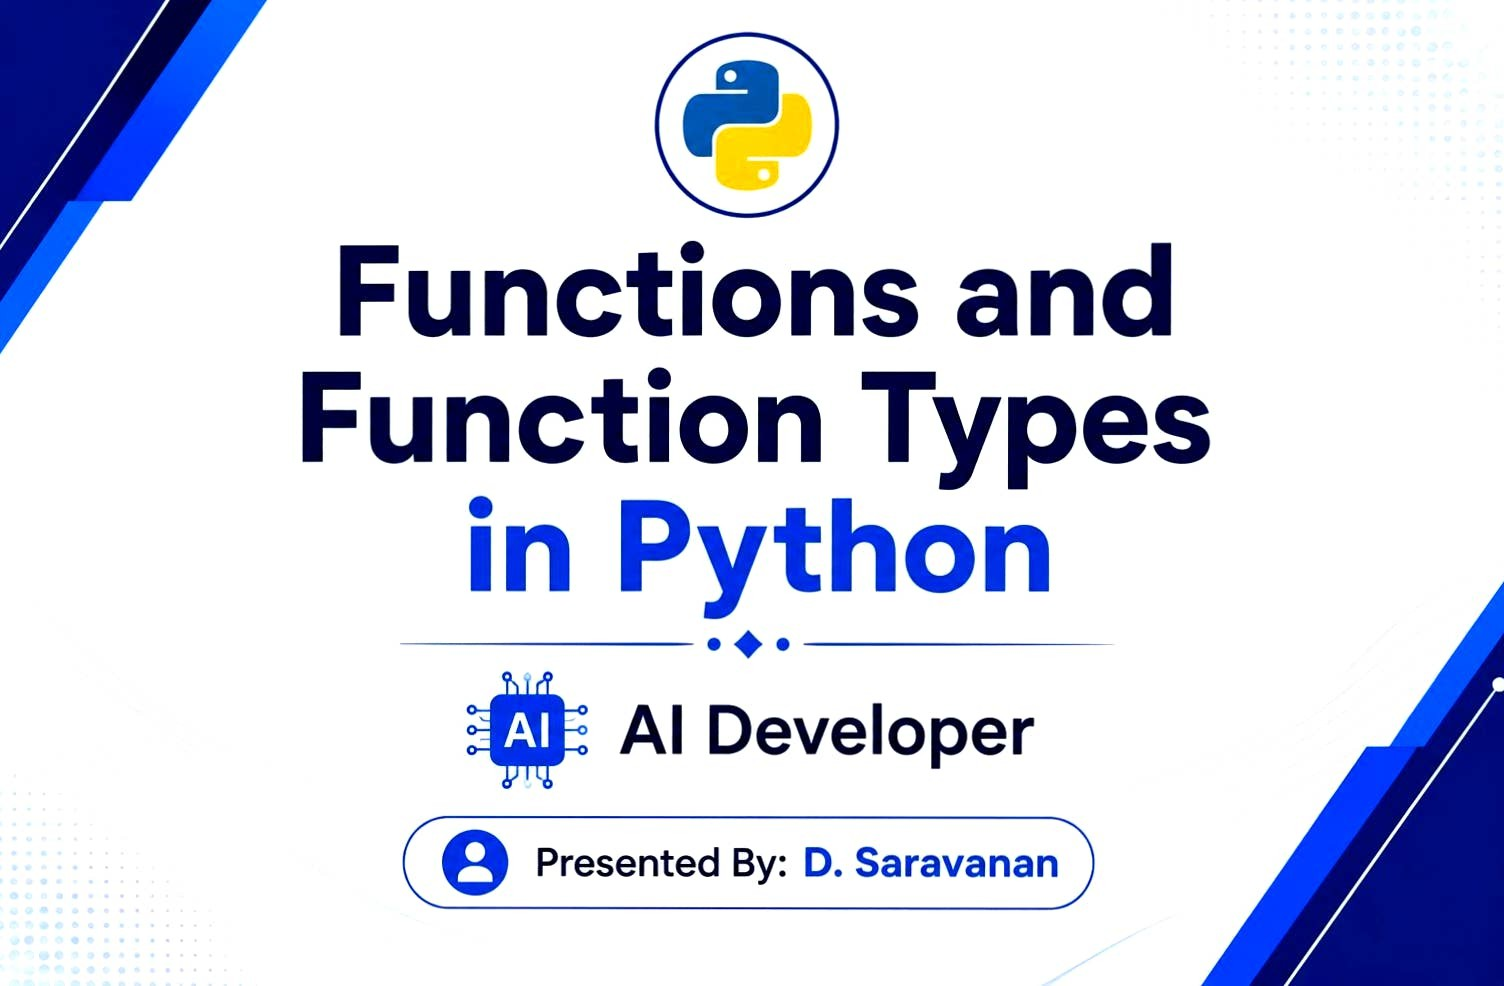 Functions and
Function Types
in Python
AI
AI Developer
Presented By: D. Saravanan